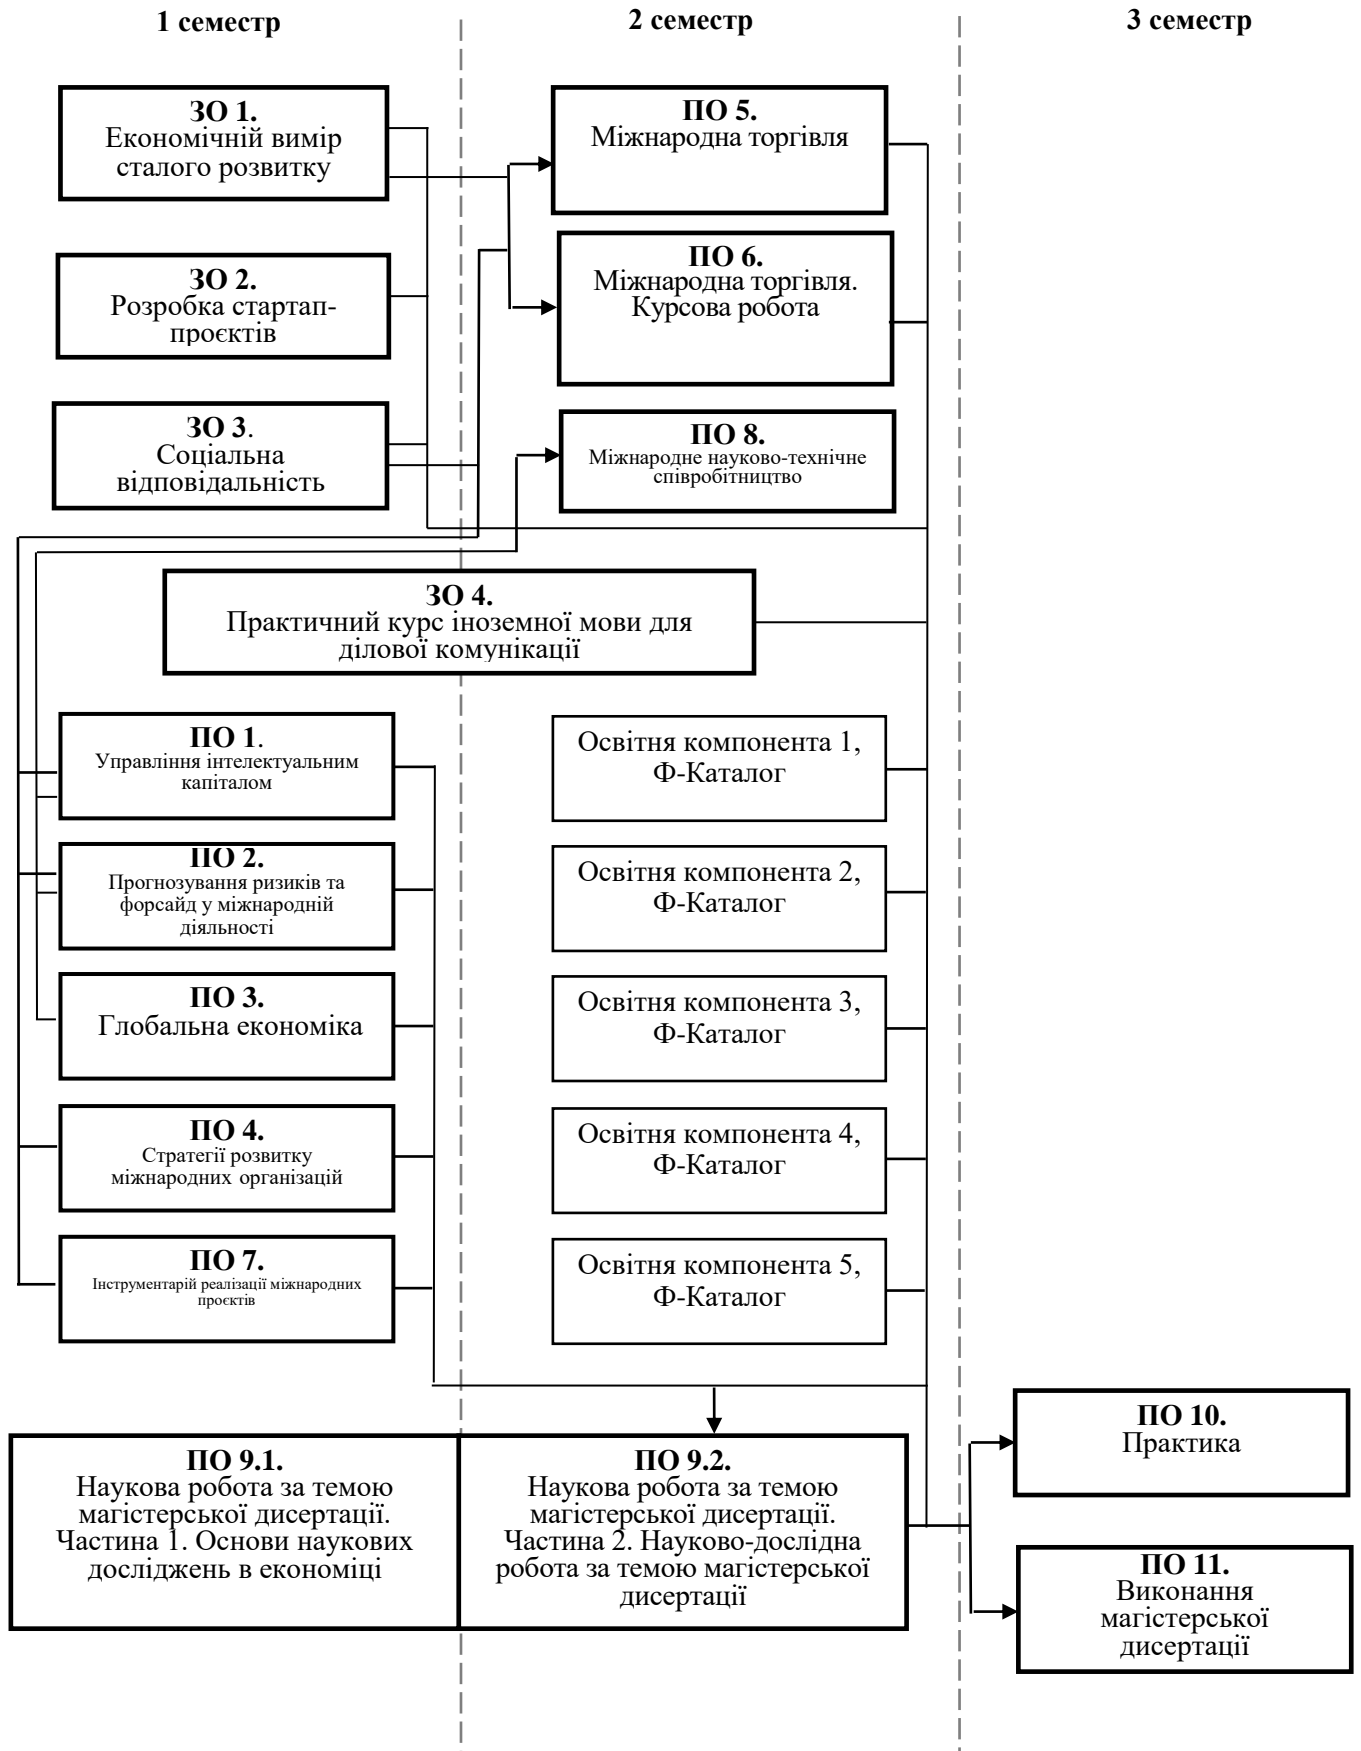 1 семестр
2 семестр
3 семестр
ЗО 1.
Економічній вимір
сталого розвитку
ПО 5.
Міжнародна торгівля
ЗО 2.
Розробка стартап-
проєктів
ПО 6.
Міжнародна торгівля.
Курсова робота
ЗО 3.
Соціальна
відповідальність
ПО 8.
Міжнародне науково-технічне
співробітництво
ЗО 4.
Практичний курс іноземної мови для
ділової комунікації
ПО 1.
Управління інтелектуальним
капіталом
Освітня компонента 1,
Ф-Каталог
ПО 2.
Прогнозування ризиків та
форсайд у міжнародній
діяльності
Освітня компонента 2,
Ф-Каталог
ПО 3.
Глобальна економіка
Освітня компонента 3,
Ф-Каталог
ПО 4.
Стратегії розвитку
міжнародних організацій
Освітня компонента 4,
Ф-Каталог
ПО 7.
Інструментарій реалізації міжнародних
проєктів
Освітня компонента 5,
Ф-Каталог
ПО 9.1.
Наукова робота за темою
магістерської дисертації.
Частина 1. Основи наукових
досліджень в економіці
ПО 9.2.
Наукова робота за темою
магістерської дисертації.
Частина 2. Науково-дослідна
робота за темою магістерської
дисертації
ПО 10.
Практика
ПО 11.
Виконання
магістерської
дисертації